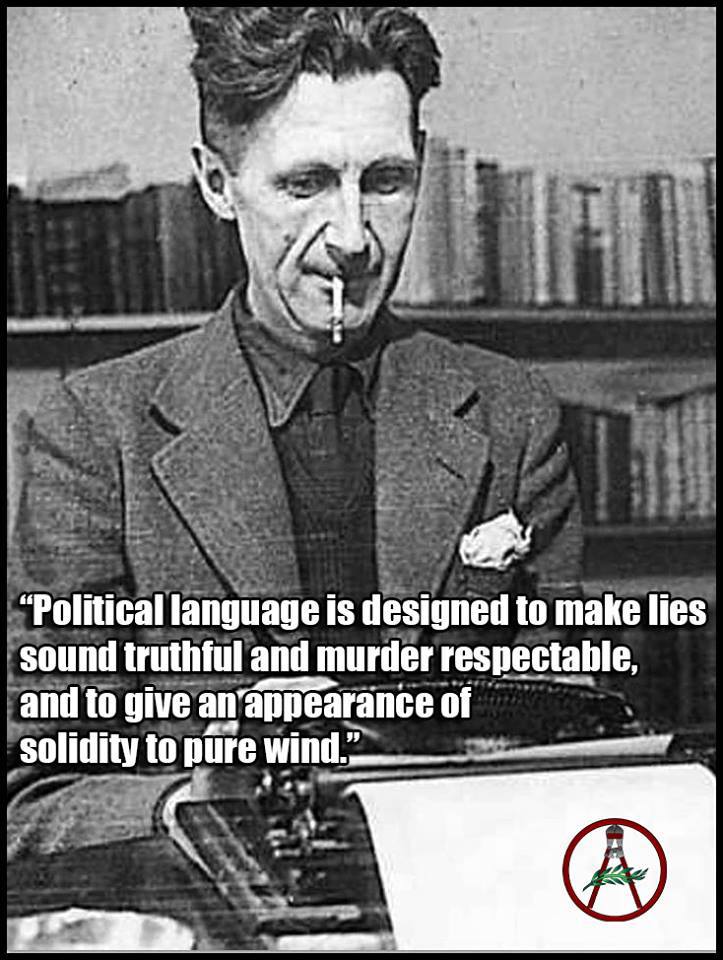 “Political language is designed to make lies
sound truthful and murder respectable,
and to give an appearance of
solidity to pure wind.”